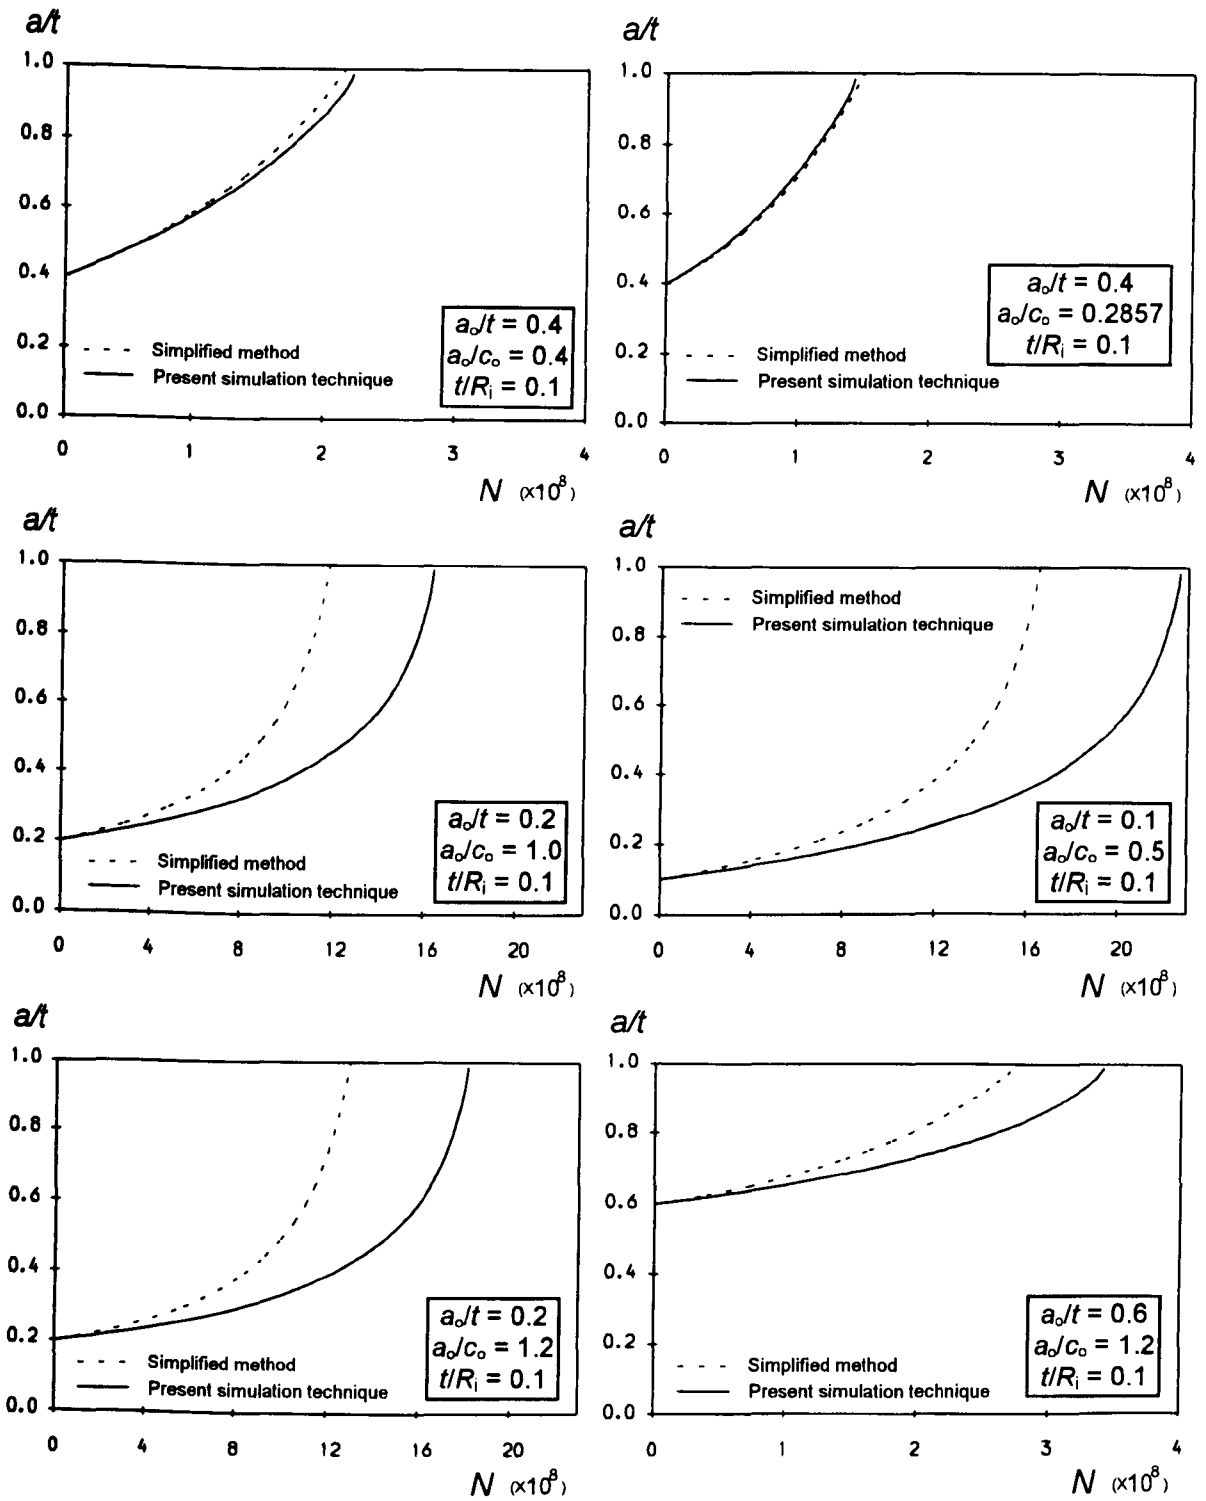 a/t
1.0
0.8
0.6
0.4
0.2
0.0
Simplified method
Present simulation technique
aₒ/t = 0.4
aₒ/cₒ = 0.4
t/Rᵢ = 0.1
0 1 2 3 4
N (×10⁸)
a/t
1.0
0.8
0.6
0.4
0.2
0.0
Simplified method
Present simulation technique
aₒ/t = 0.4
aₒ/cₒ = 0.2857
t/Rᵢ = 0.1
0 1 2 3 4
N (×10⁸)
a/t
1.0
0.8
0.6
0.4
0.2
0.0
Simplified method
Present simulation technique
aₒ/t = 0.2
aₒ/cₒ = 1.0
t/Rᵢ = 0.1
0 4 8 12 16 20
N (×10⁸)
a/t
1.0
0.8
0.6
0.4
0.2
0.0
Simplified method
Present simulation technique
aₒ/t = 0.1
aₒ/cₒ = 0.5
t/Rᵢ = 0.1
0 4 8 12 16 20
N (×10⁸)
a/t
1.0
0.8
0.6
0.4
0.2
0.0
Simplified method
Present simulation technique
aₒ/t = 0.2
aₒ/cₒ = 1.2
t/Rᵢ = 0.1
0 4 8 12 16 20
N (×10⁸)
a/t
1.0
0.8
0.6
0.4
0.2
0.0
Simplified method
Present simulation technique
aₒ/t = 0.6
aₒ/cₒ = 1.2
t/Rᵢ = 0.1
0 1 2 3 4
N (×10⁸)